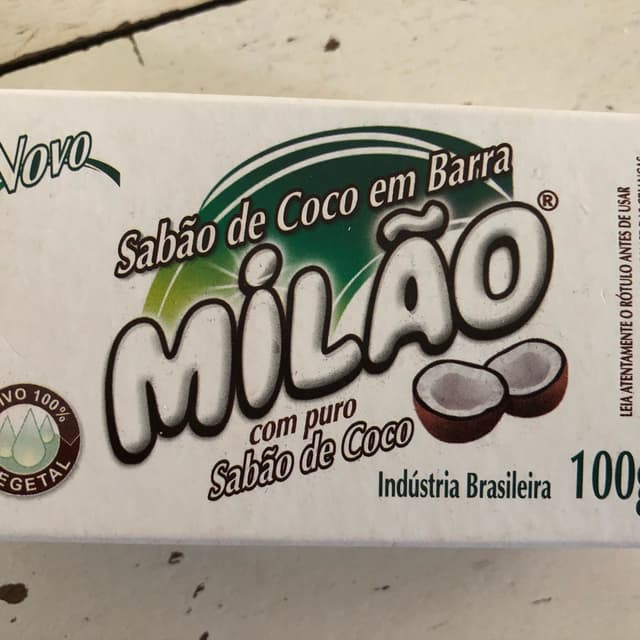 Novo
Sabão de Coco em Barra
MiLÃO®
com puro
Sabão de Coco
Indústria Brasileira
100g
LEIA ATENTAMENTE O RÓTULO ANTES DE USAR
100%